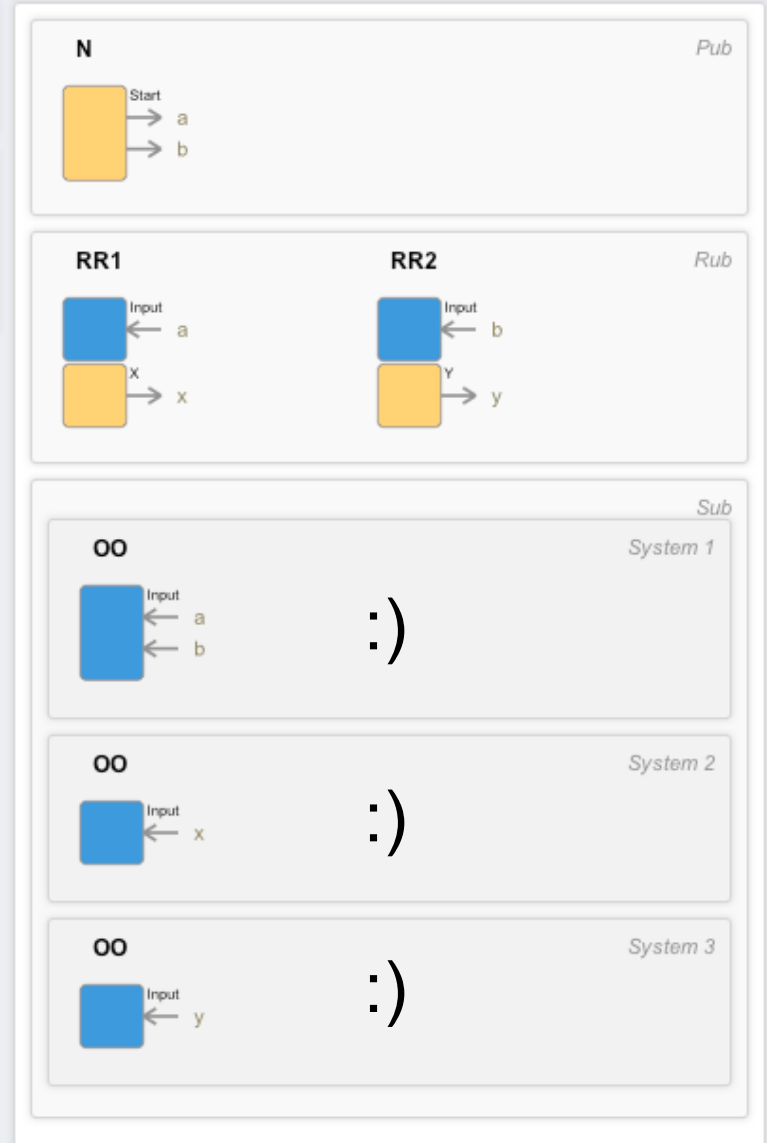 N
Pub
Start
a
b
RR1
RR2
Rub
Input
a
Input
b
X
x
Y
y
Sub
OO
System 1
Input
a
b
:)
OO
System 2
Input
x
:)
OO
System 3
Input
y
:)